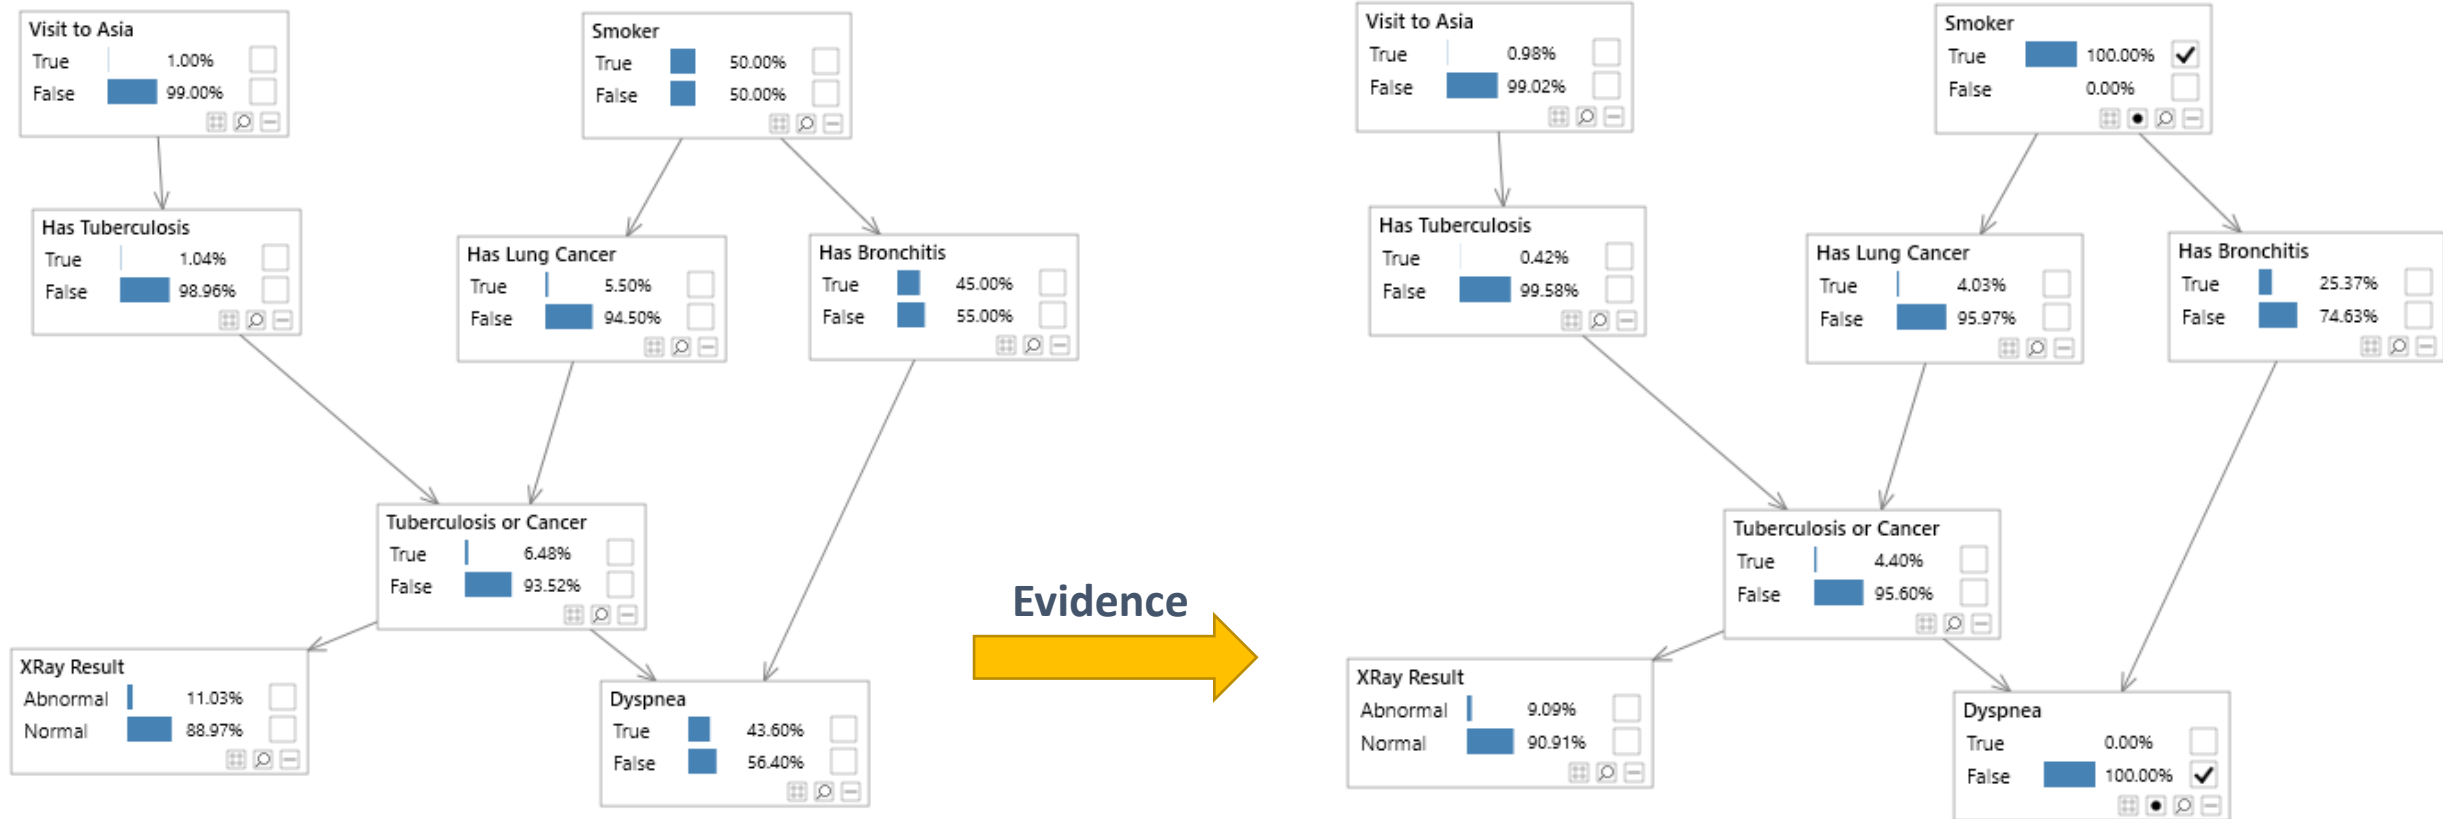 Visit to Asia
True 1.00%
False 99.00%
Smoker
True 50.00%
False 50.00%
Has Tuberculosis
True 1.04%
False 98.96%
Has Lung Cancer
True 5.50%
False 94.50%
Has Bronchitis
True 45.00%
False 55.00%
Tuberculosis or Cancer
True 6.48%
False 93.52%
XRay Result
Abnormal 11.03%
Normal 88.97%
Dyspnea
True 43.60%
False 56.40%
Evidence
Visit to Asia
True 0.98%
False 99.02%
Smoker
True 100.00%
False 0.00%
Has Tuberculosis
True 0.42%
False 99.58%
Has Lung Cancer
True 4.03%
False 95.97%
Has Bronchitis
True 25.37%
False 74.63%
Tuberculosis or Cancer
True 4.40%
False 95.60%
XRay Result
Abnormal 9.09%
Normal 90.91%
Dyspnea
True 0.00%
False 100.00%